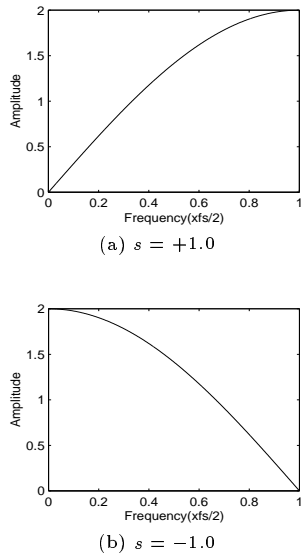 2
1.5
1
0.5
0
Amplitude
0 0.2 0.4 0.6 0.8 1
Frequency(xfs/2)
(a) s = +1.0
2
1.5
1
0.5
0
Amplitude
0 0.2 0.4 0.6 0.8 1
Frequency(xfs/2)
(b) s = −1.0